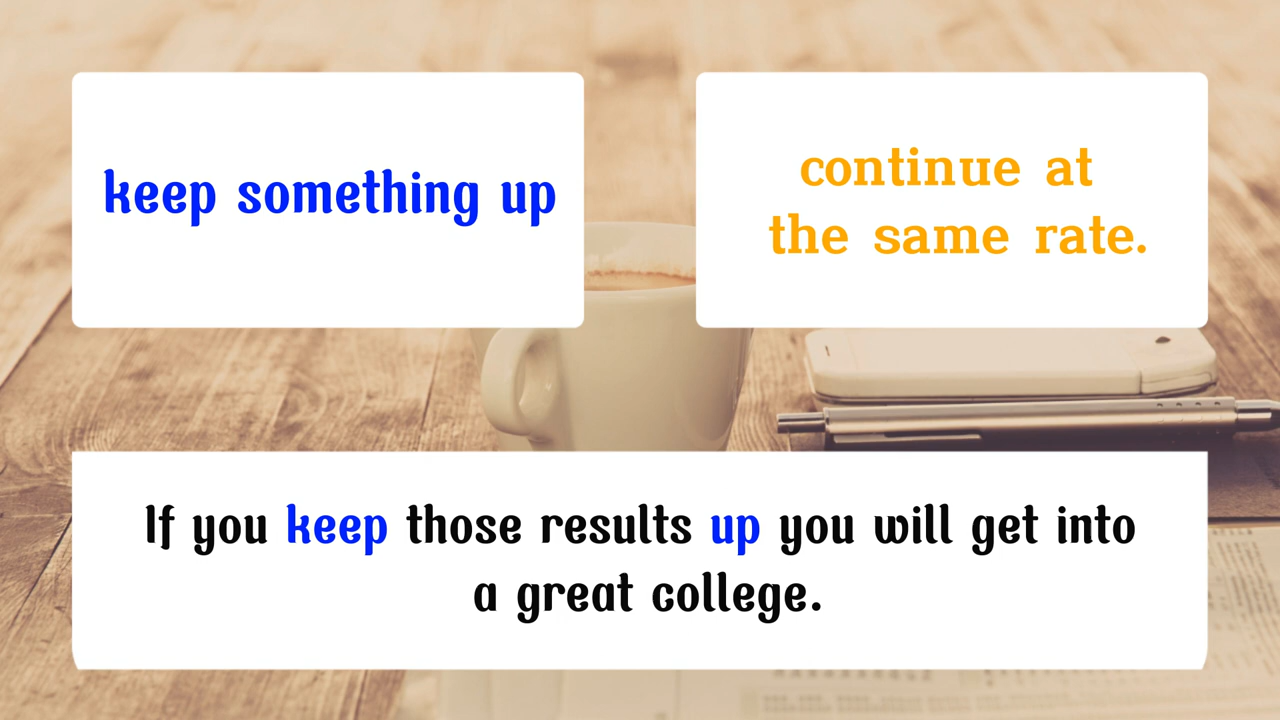 keep something up
continue at
the same rate.
If you keep those results up you will get into
a great college.